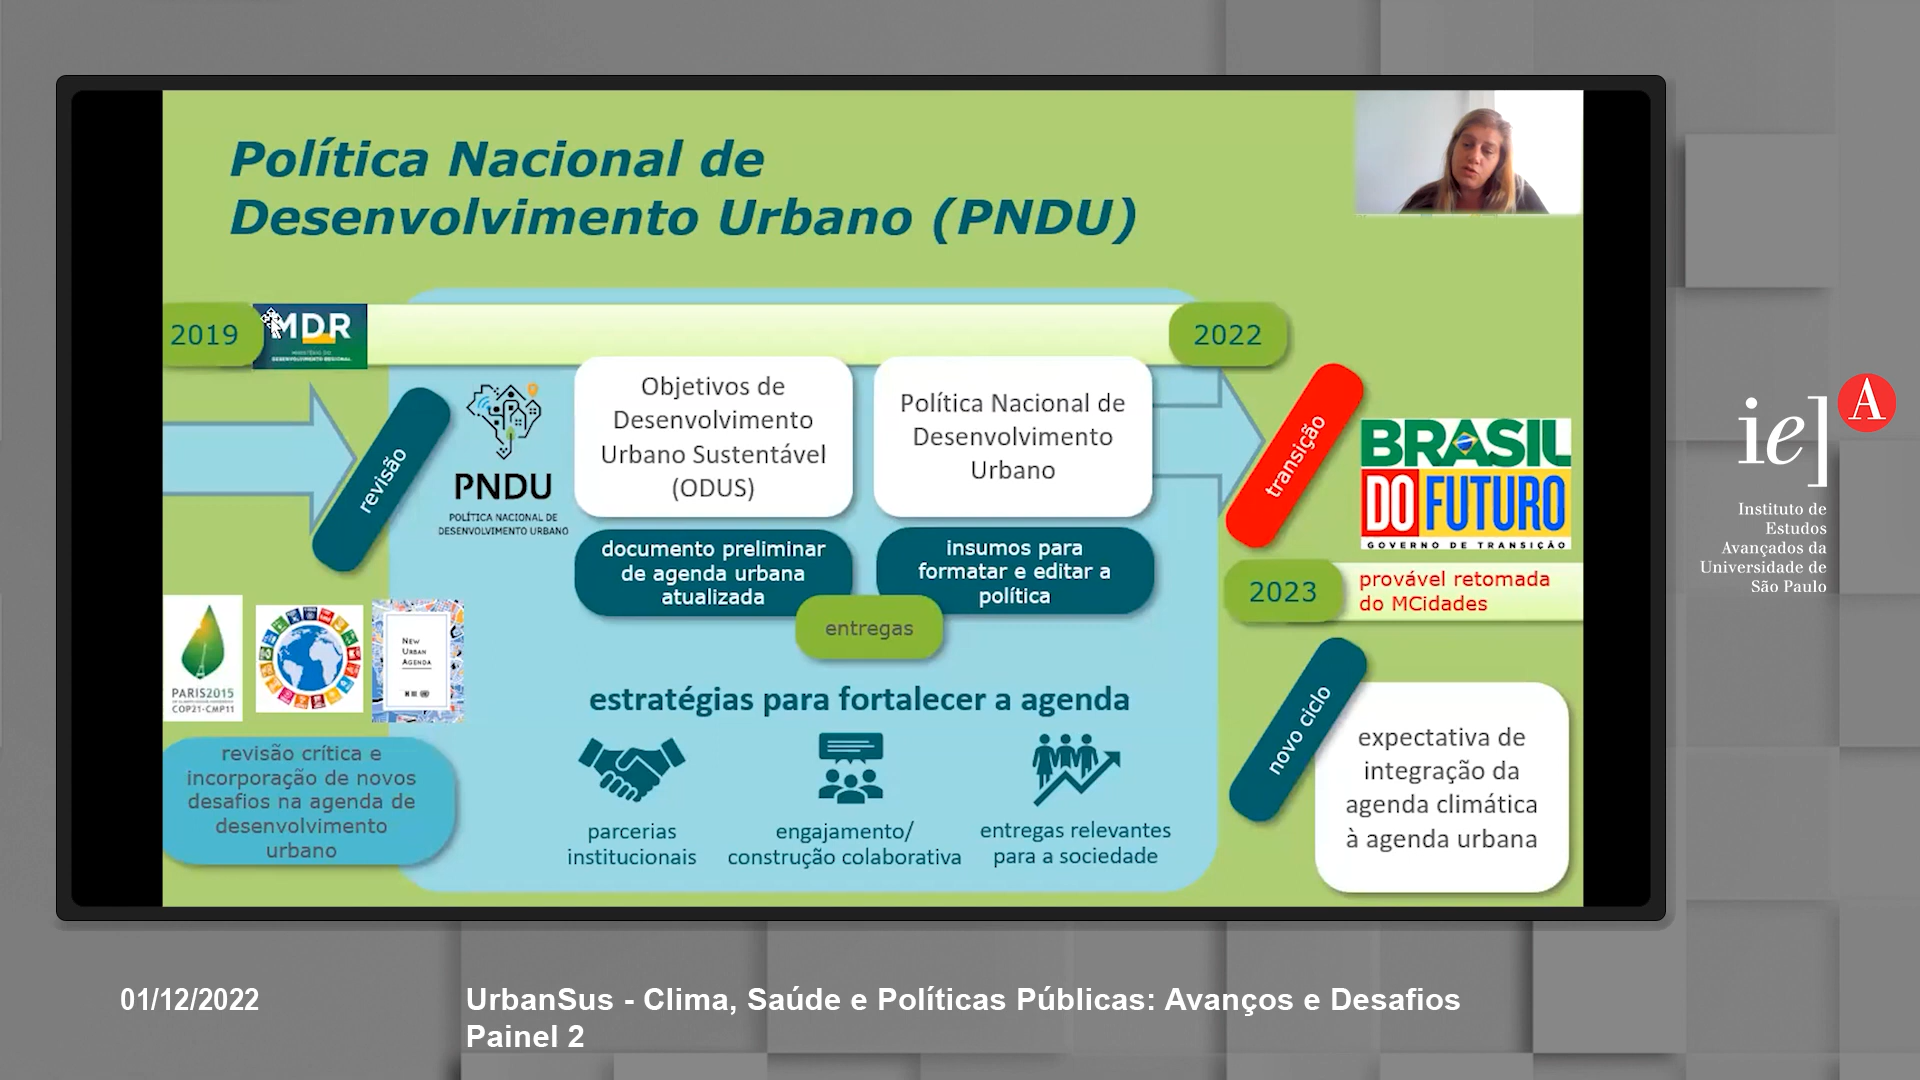 Política Nacional de
Desenvolvimento Urbano (PNDU)
2019
MDR
MINISTÉRIO DO
DESENVOLVIMENTO REGIONAL
2022
revisão
PNDU
POLÍTICA NACIONAL DE
DESENVOLVIMENTO URBANO
Objetivos de
Desenvolvimento
Urbano Sustentável
(ODUS)
Política Nacional de
Desenvolvimento
Urbano
documento preliminar
de agenda urbana
atualizada
insumos para
formatar e editar a
política
entregas
transição
BRASIL
DO FUTURO
GOVERNO DE TRANSIÇÃO
2023
provável retomada
do MCidades
PARIS2015
COP21-CMP11
NEW
URBAN
AGENDA
revisão crítica e
incorporação de novos
desafios na agenda de
desenvolvimento
urbano
estratégias para fortalecer a agenda
parcerias
institucionais
engajamento/
construção colaborativa
entregas relevantes
para a sociedade
novo ciclo
expectativa de
integração da
agenda climática
à agenda urbana
ie] A
Instituto de
Estudos
Avançados da
Universidade de
São Paulo
01/12/2022
UrbanSus - Clima, Saúde e Políticas Públicas: Avanços e Desafios
Painel 2